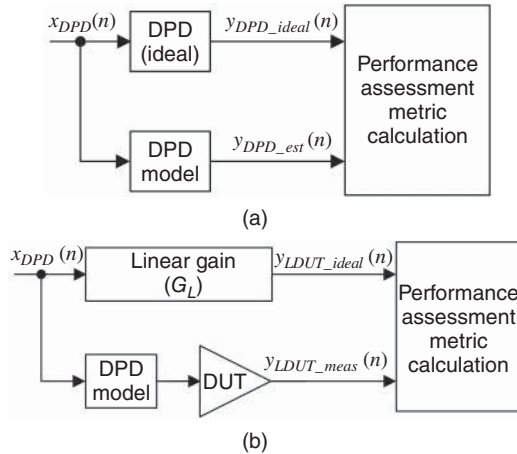 x_DPD(n)
DPD
(ideal)
y_DPD_ideal(n)
Performance
assessment
metric
calculation
DPD
model
y_DPD_est(n)
(a)
x_DPD (n)
Linear gain
(G_L)
y_LDUT_ideal (n)
Performance
assessment
metric
calculation
DPD
model
DUT
y_LDUT_meas (n)
(b)